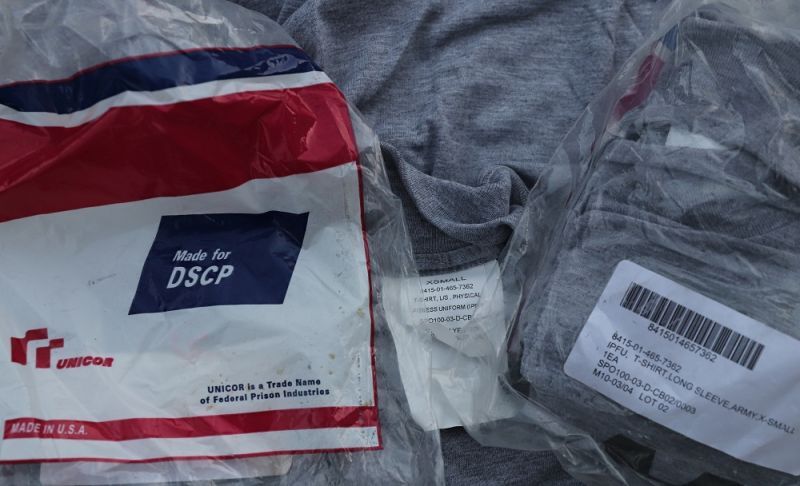 Made for
DSCP
UNICOR
UNICOR is a Trade Name
of Federal Prison Industries
MADE IN U.S.A.
XSMALL
8415-01-465-7362
T-SHIRT, L/S, PHYSICAL
FITNESS UNIFORM (IPF
SPO100-03-D-CB
8415014657362
8415-01-465-7362
IPFU, T-SHIRT,LONG SLEEVE,ARMY,X-SMALL
1EA
SPO100-03-D-CB02/0003
M10-03/04 LOT 02